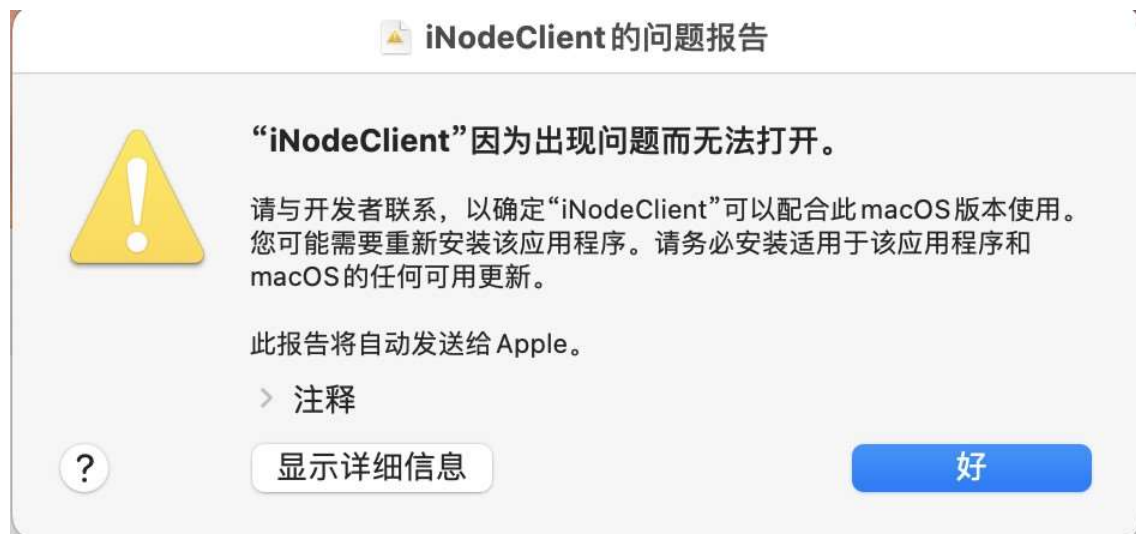 iNodeClient的问题报告
“iNodeClient”因为出现问题而无法打开。
请与开发者联系，以确定“iNodeClient”可以配合此macOS版本使用。
您可能需要重新安装该应用程序。请务必安装适用于该应用程序和
macOS的任何可用更新。
此报告将自动发送给Apple。
注释
?
显示详细信息
好